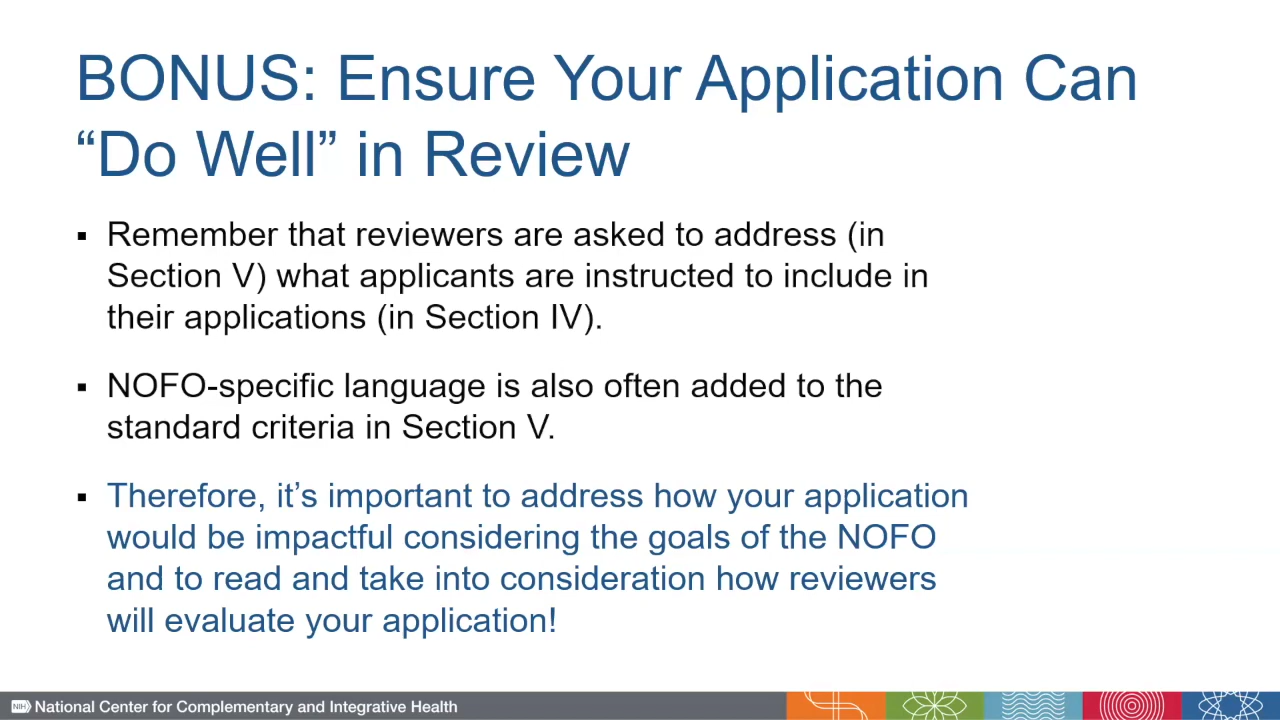 BONUS: Ensure Your Application Can
“Do Well” in Review
▪ Remember that reviewers are asked to address (in
Section V) what applicants are instructed to include in
their applications (in Section IV).
▪ NOFO-specific language is also often added to the
standard criteria in Section V.
▪ Therefore, it’s important to address how your application
would be impactful considering the goals of the NOFO
and to read and take into consideration how reviewers
will evaluate your application!
NIH National Center for Complementary and Integrative Health